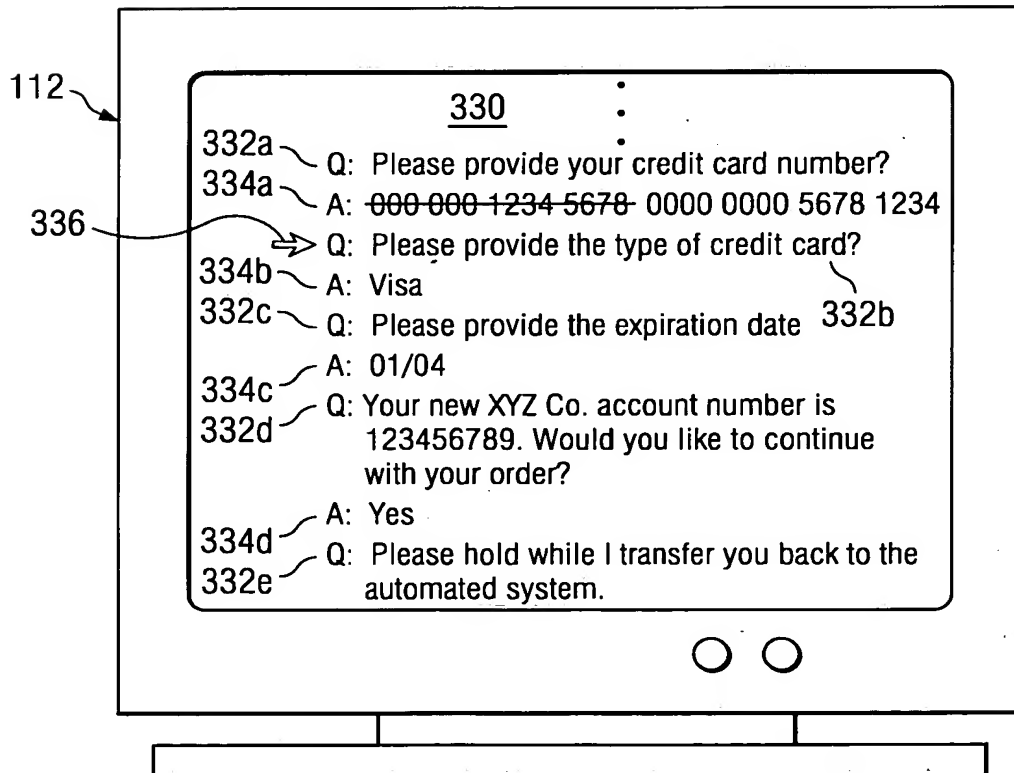 112
330
332a
Q: Please provide your credit card number?
334a
A: 000 000 1234 5678 0000 0000 5678 1234
336
Q: Please provide the type of credit card?
334b
A: Visa
332b
332c
Q: Please provide the expiration date
A: 01/04
334c
Q: Your new XYZ Co. account number is
332d
123456789. Would you like to continue
with your order?
A: Yes
334d
Q: Please hold while I transfer you back to the
332e
automated system.